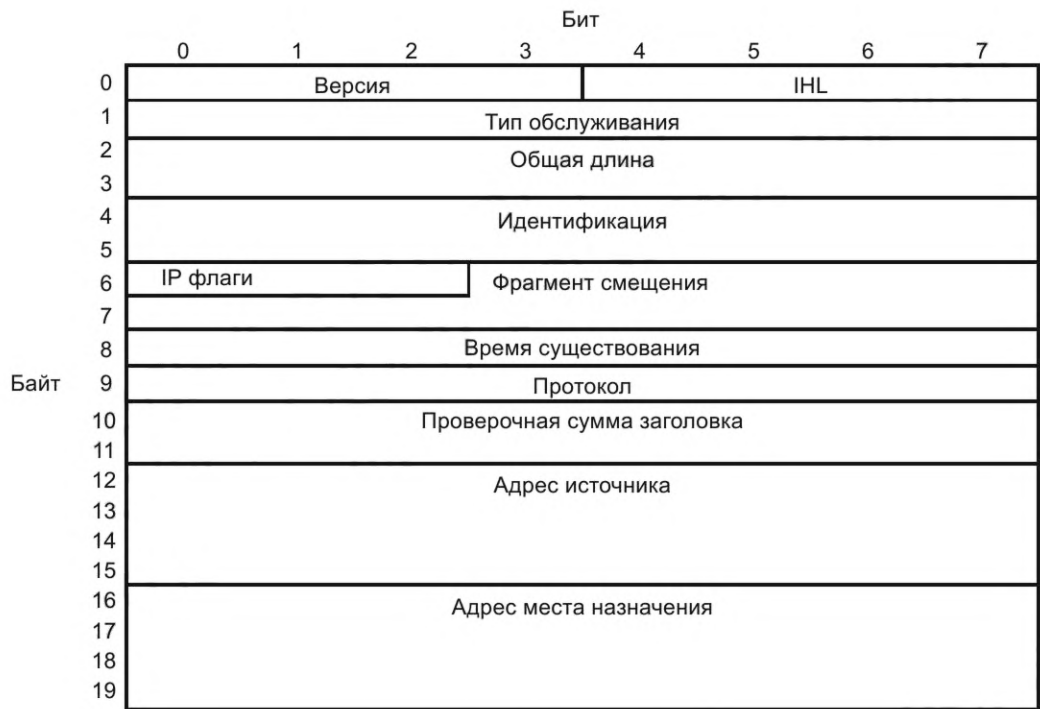 Бит
0 1 2 3 4 5 6 7
0 Версия IHL
1 Тип обслуживания
2 Общая длина
3
4 Идентификация
5
6 IP флаги Фрагмент смещения
7
8 Время существования
Байт 9 Протокол
10 Проверочная сумма заголовка
11
12 Адрес источника
13
14
15
16 Адрес места назначения
17
18
19